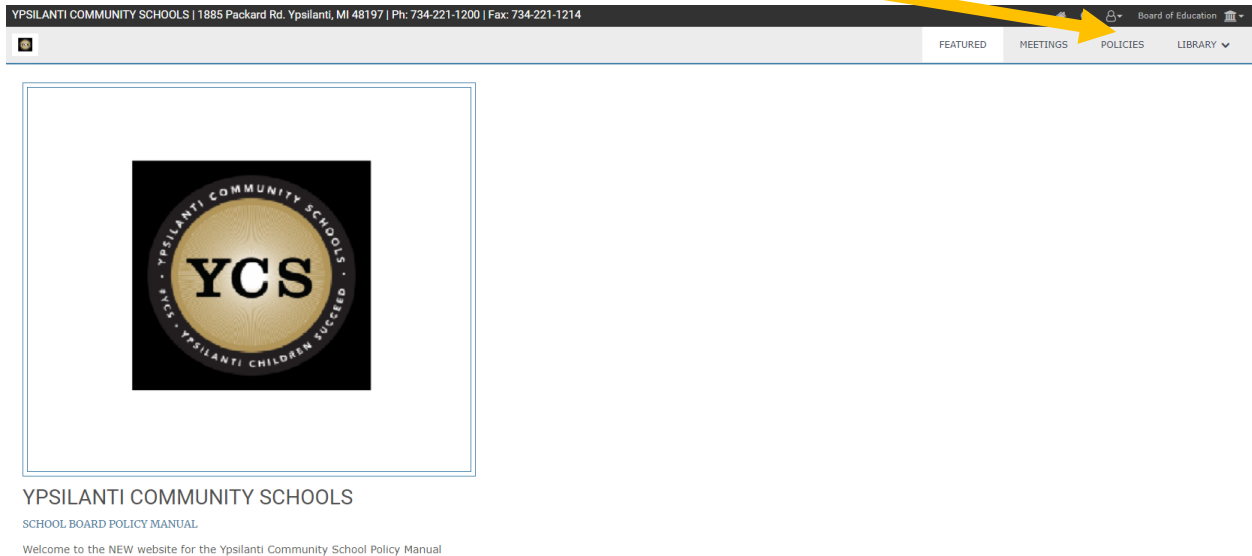 YPSILANTI COMMUNITY SCHOOLS | 1885 Packard Rd. Ypsilanti, MI 48197 | Ph: 734-221-1200 | Fax: 734-221-1214
Board of Education
FEATURED MEETINGS POLICIES LIBRARY
YPSILANTI COMMUNITY SCHOOLS
YCS
#YCS · YPSILANTI CHILDREN SUCCEED
YPSILANTI COMMUNITY SCHOOLS
SCHOOL BOARD POLICY MANUAL
Welcome to the NEW website for the Ypsilanti Community School Policy Manual